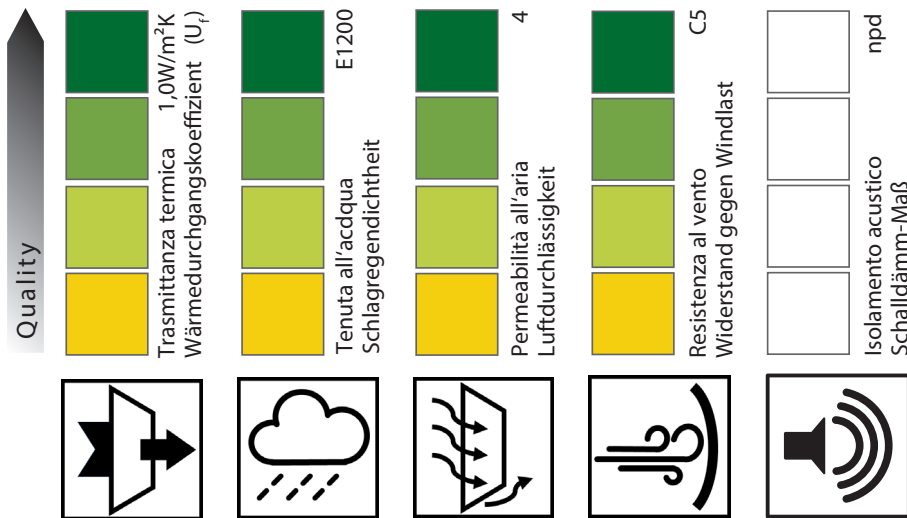 Quality
Trasmittanza termica 1,0W/m²K
Wärmedurchgangskoeffizient (Uf)
E1200
Tenuta all'acdqua
Schlagregendichtheit
4
Permeabilità all'aria
Luftdurchlässigkeit
C5
Resistenza al vento
Widerstand gegen Windlast
npd
Isolamento acustico
Schalldämm-Maß